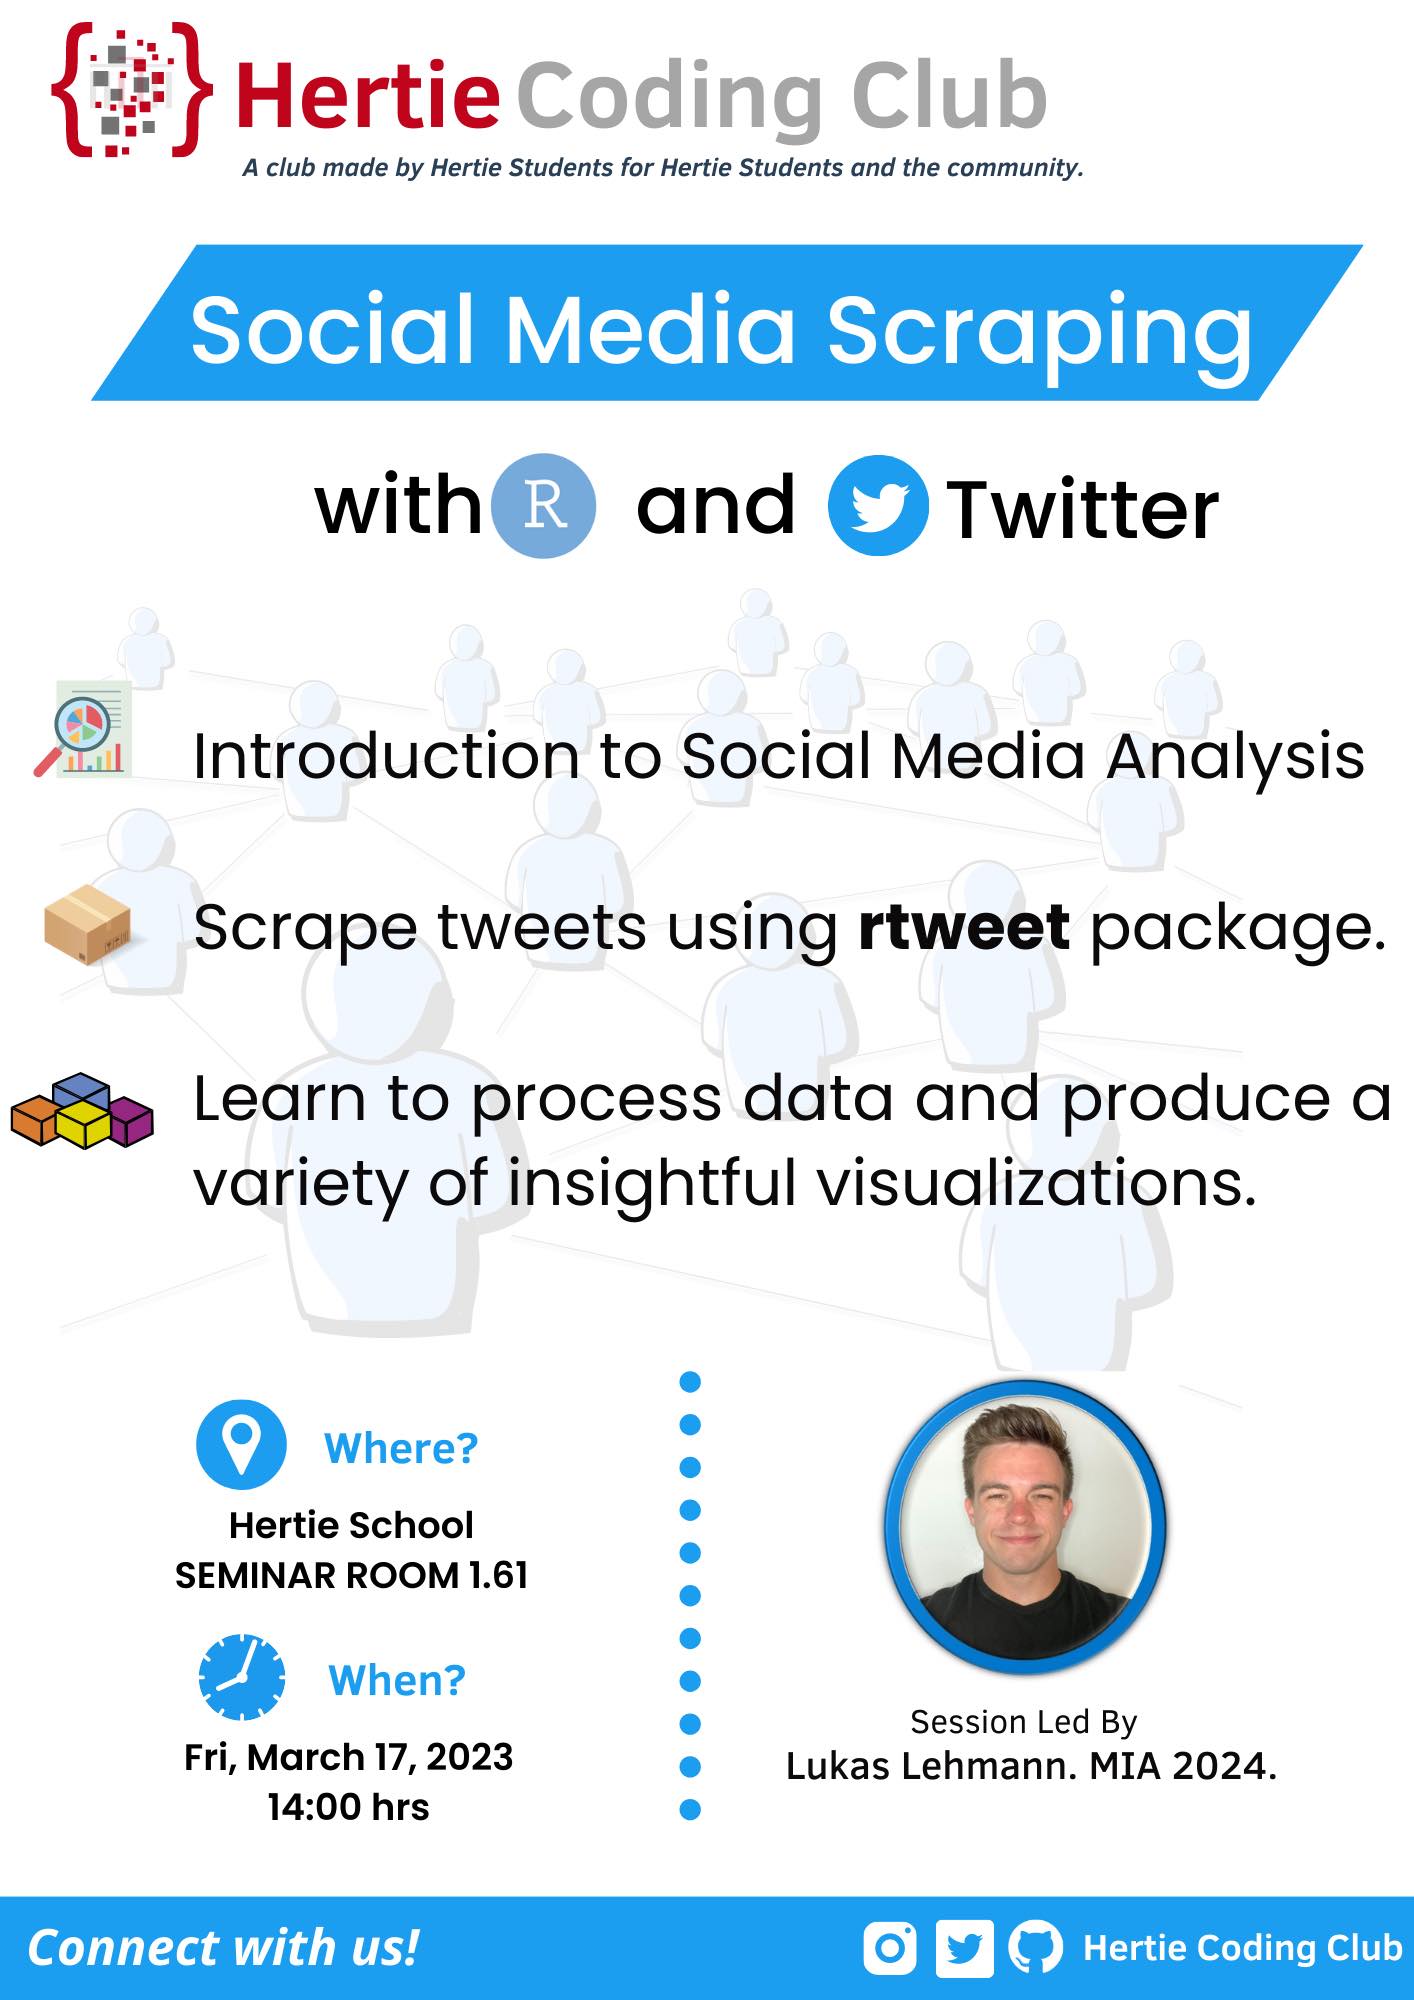 Hertie Coding Club
A club made by Hertie Students for Hertie Students and the community.
Social Media Scraping
with R and Twitter
Introduction to Social Media Analysis
Scrape tweets using rtweet package.
Learn to process data and produce a
variety of insightful visualizations.
Where?
Hertie School
SEMINAR ROOM 1.61
When?
Fri, March 17, 2023
14:00 hrs
Session Led By
Lukas Lehmann. MIA 2024.
Connect with us!
Hertie Coding Club